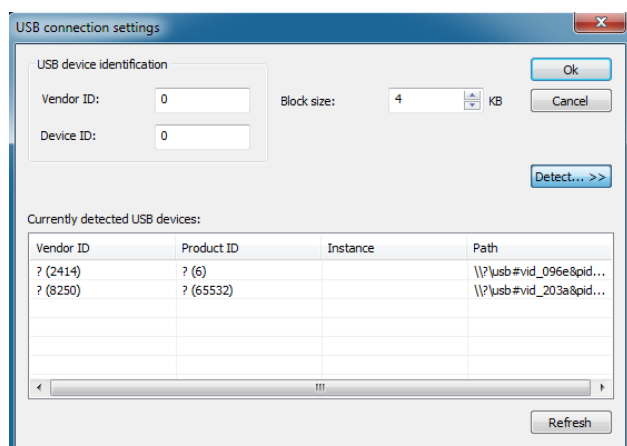 USB connection settings
USB device identification
Ok
Vendor ID: 0 Block size: 4 KB Cancel
Device ID: 0
Detect... >>
Currently detected USB devices:
Vendor ID Product ID Instance Path
? (2414) ? (6) \\?\usb#vid_096e&pid...
? (8250) ? (65532) \\?\usb#vid_203a&pid...
Refresh